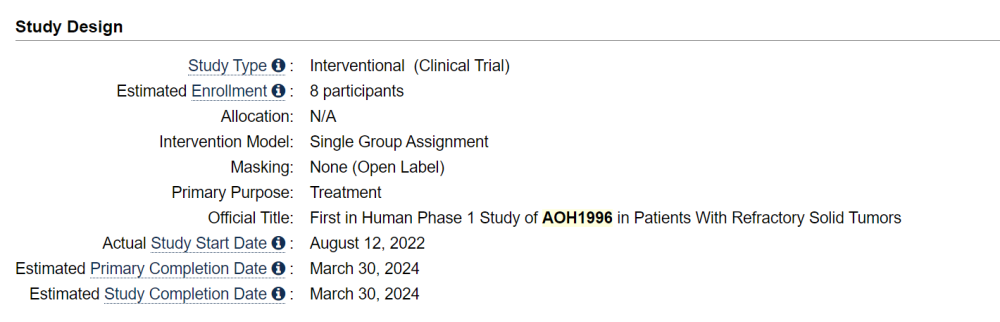 Study Design
Study Type i : Interventional (Clinical Trial)
Estimated Enrollment i : 8 participants
Allocation: N/A
Intervention Model: Single Group Assignment
Masking: None (Open Label)
Primary Purpose: Treatment
Official Title: First in Human Phase 1 Study of AOH1996 in Patients With Refractory Solid Tumors
Actual Study Start Date i : August 12, 2022
Estimated Primary Completion Date i : March 30, 2024
Estimated Study Completion Date i : March 30, 2024